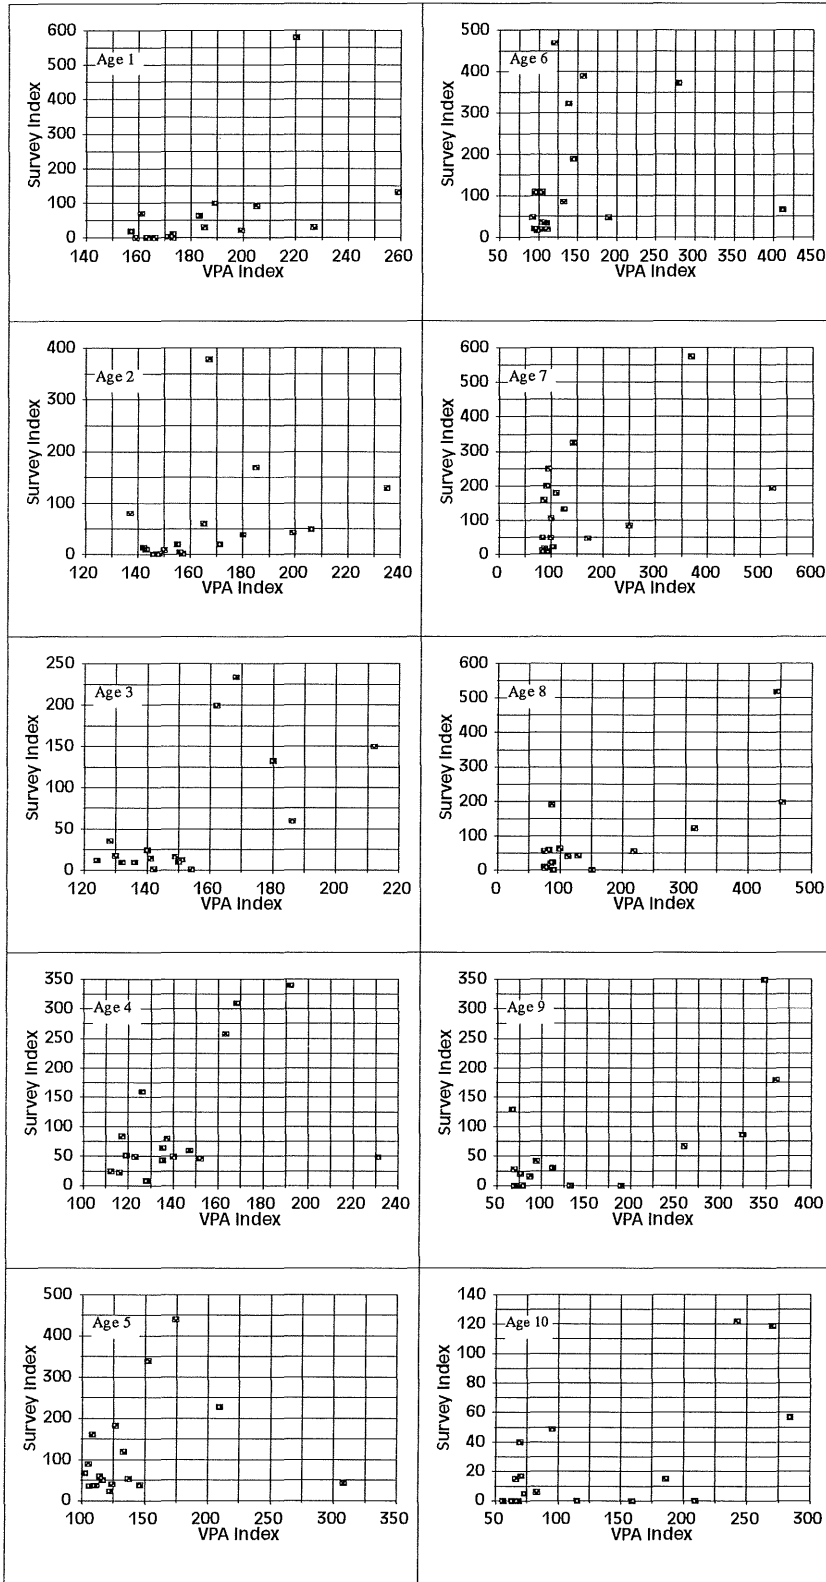 Age 1
Survey Index
600
500
400
300
200
100
0
140 160 180 200 220 240 260
VPA Index
Age 6
Survey Index
500
400
300
200
100
0
50 100 150 200 250 300 350 400 450
VPA Index
Age 2
Survey Index
400
300
200
100
0
120 140 160 180 200 220 240
VPA Index
Age 7
Survey Index
600
500
400
300
200
100
0
0 100 200 300 400 500 600
VPA Index
Age 3
Survey Index
250
200
150
100
50
0
120 140 160 180 200 220
VPA Index
Age 8
Survey Index
600
500
400
300
200
100
0
0 100 200 300 400 500
VPA Index
Age 4
Survey Index
350
300
250
200
150
100
50
0
100 120 140 160 180 200 220 240
VPA Index
Age 9
Survey Index
350
300
250
200
150
100
50
0
50 100 150 200 250 300 350 400
VPA Index
Age 5
Survey Index
500
400
300
200
100
0
100 150 200 250 300 350
VPA Index
Age 10
Survey Index
140
120
100
80
60
40
20
0
50 100 150 200 250 300
VPA Index